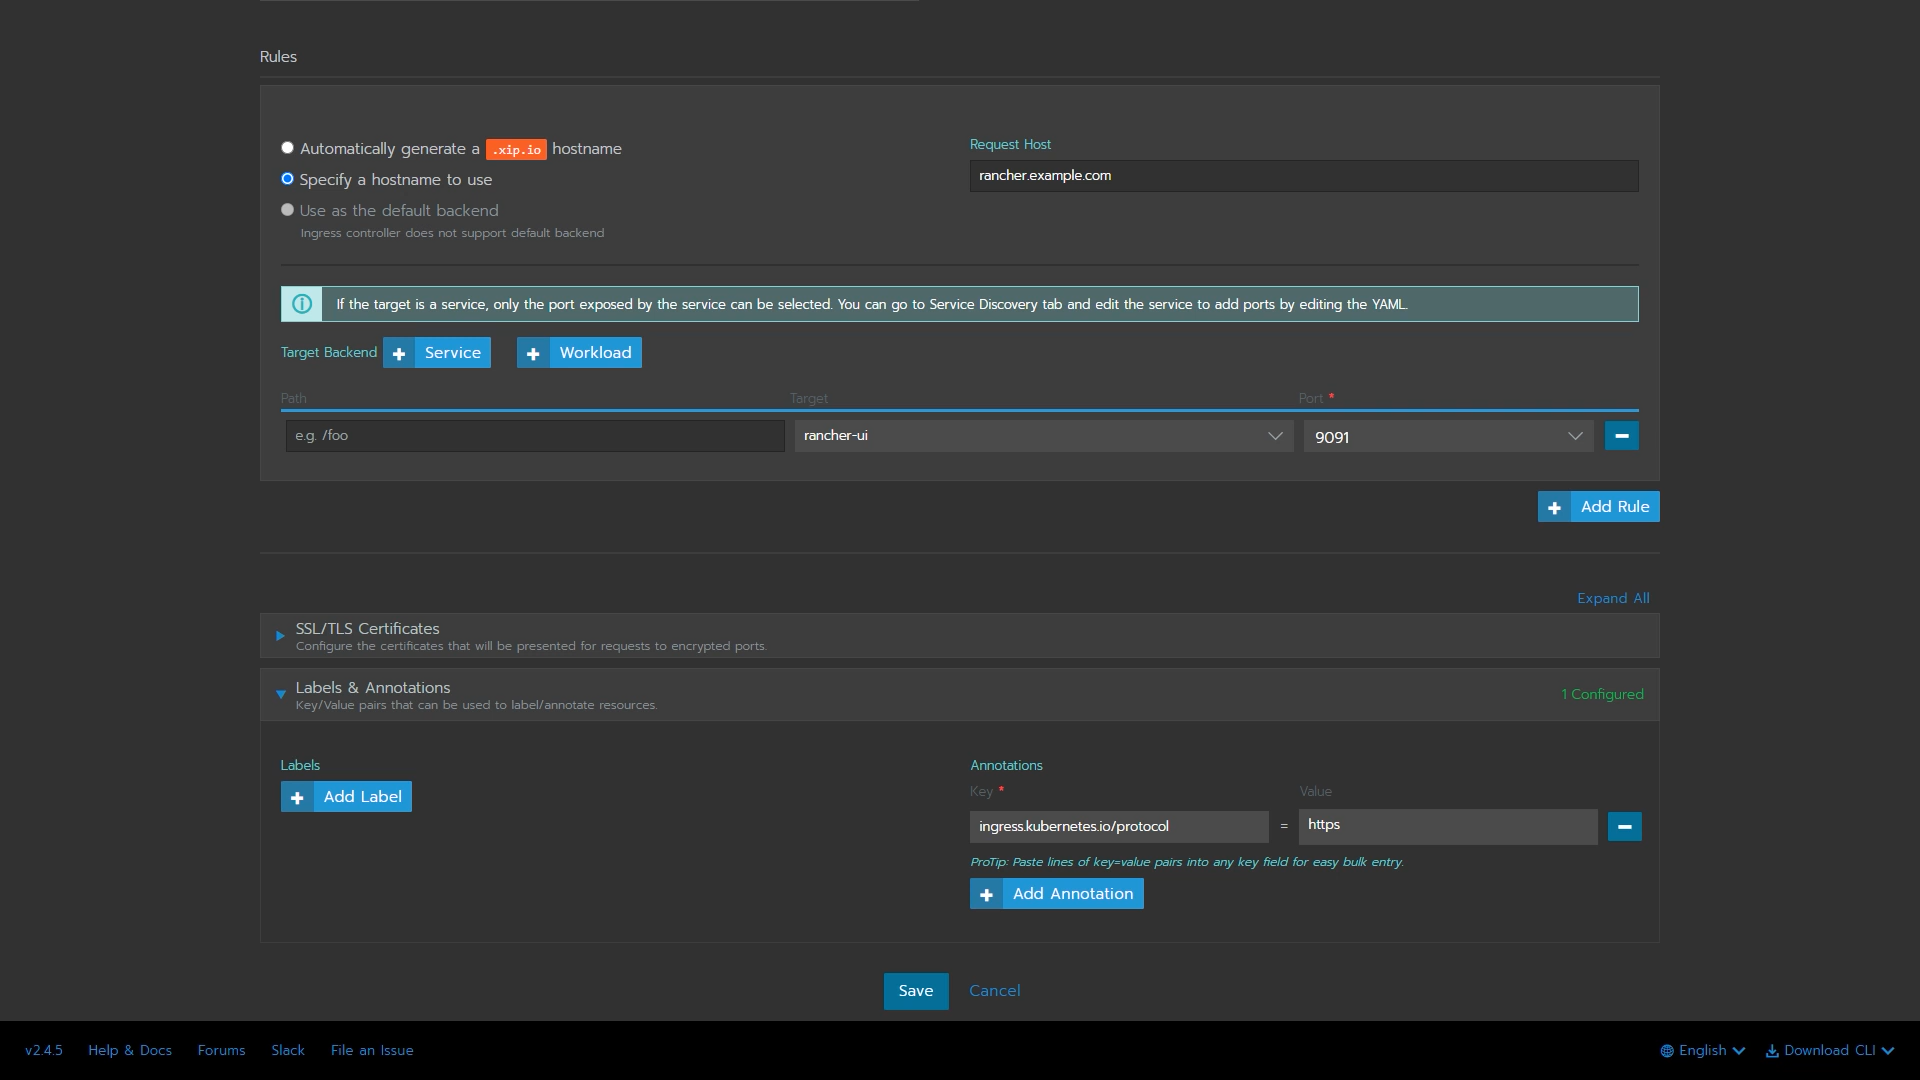 Rules
Automatically generate a .xip.io hostname
Specify a hostname to use
Use as the default backend
Ingress controller does not support default backend
Request Host
rancher.example.com
If the target is a service, only the port exposed by the service can be selected. You can go to Service Discovery tab and edit the service to add ports by editing the YAML.
Target Backend + Service + Workload
Path Target Port *
e.g. /foo rancher-ui 9091
+ Add Rule
Expand All
SSL/TLS Certificates
Configure the certificates that will be presented for requests to encrypted ports.
Labels & Annotations
Key/Value pairs that can be used to label/annotate resources.
1 Configured
Labels
+ Add Label
Annotations
Key * Value
ingress.kubernetes.io/protocol = https
ProTip: Paste lines of key=value pairs into any key field for easy bulk entry.
+ Add Annotation
Save Cancel
v2.4.5 Help & Docs Forums Slack File an Issue English Download CLI